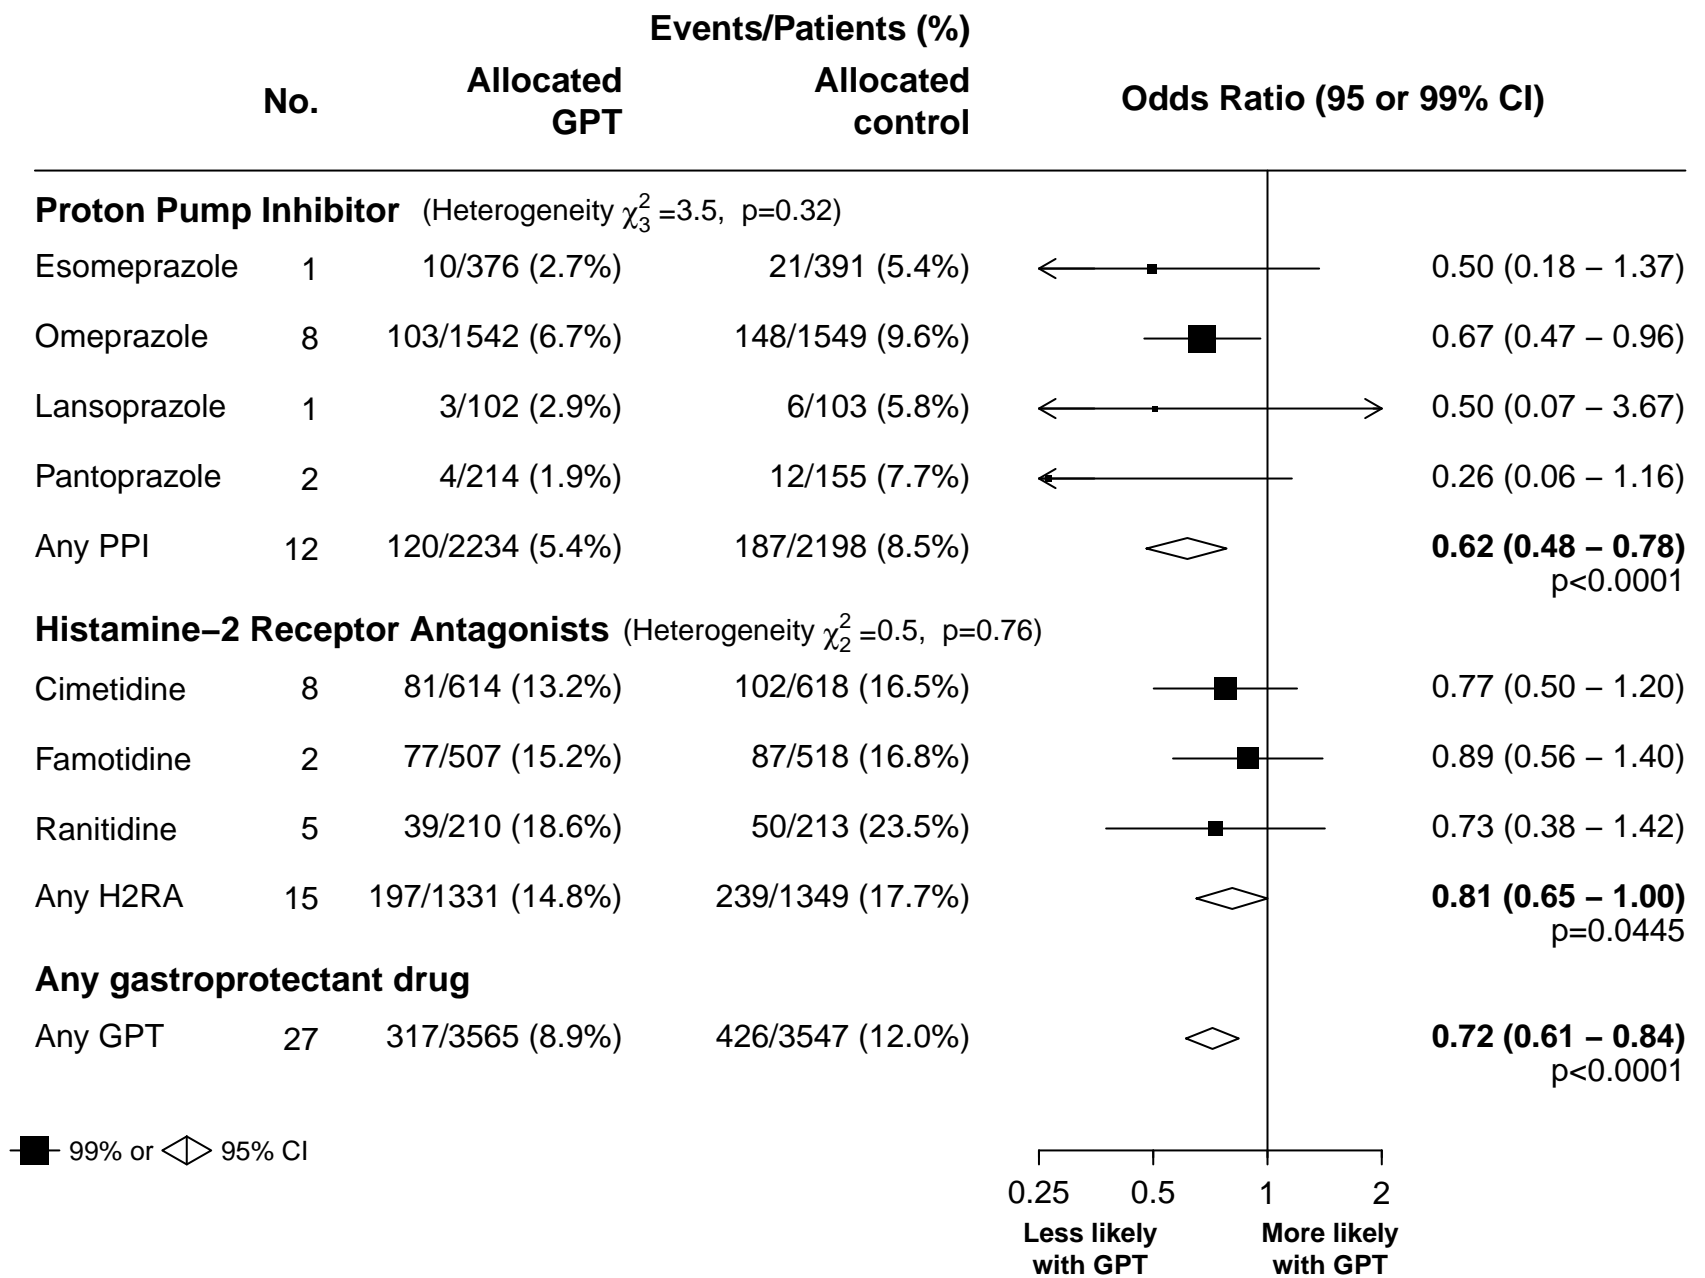 Events/Patients (%)
No. Allocated GPT Allocated control Odds Ratio (95 or 99% CI)
Proton Pump Inhibitor (Heterogeneity χ²₃ =3.5, p=0.32)
Esomeprazole 1 10/376 (2.7%) 21/391 (5.4%) 0.50 (0.18 − 1.37)
Omeprazole 8 103/1542 (6.7%) 148/1549 (9.6%) 0.67 (0.47 − 0.96)
Lansoprazole 1 3/102 (2.9%) 6/103 (5.8%) 0.50 (0.07 − 3.67)
Pantoprazole 2 4/214 (1.9%) 12/155 (7.7%) 0.26 (0.06 − 1.16)
Any PPI 12 120/2234 (5.4%) 187/2198 (8.5%) 0.62 (0.48 − 0.78)
p<0.0001
Histamine−2 Receptor Antagonists (Heterogeneity χ²₂ =0.5, p=0.76)
Cimetidine 8 81/614 (13.2%) 102/618 (16.5%) 0.77 (0.50 − 1.20)
Famotidine 2 77/507 (15.2%) 87/518 (16.8%) 0.89 (0.56 − 1.40)
Ranitidine 5 39/210 (18.6%) 50/213 (23.5%) 0.73 (0.38 − 1.42)
Any H2RA 15 197/1331 (14.8%) 239/1349 (17.7%) 0.81 (0.65 − 1.00)
p=0.0445
Any gastroprotectant drug
Any GPT 27 317/3565 (8.9%) 426/3547 (12.0%) 0.72 (0.61 − 0.84)
p<0.0001
99% or 95% CI
0.25 0.5 1 2
Less likely with GPT More likely with GPT